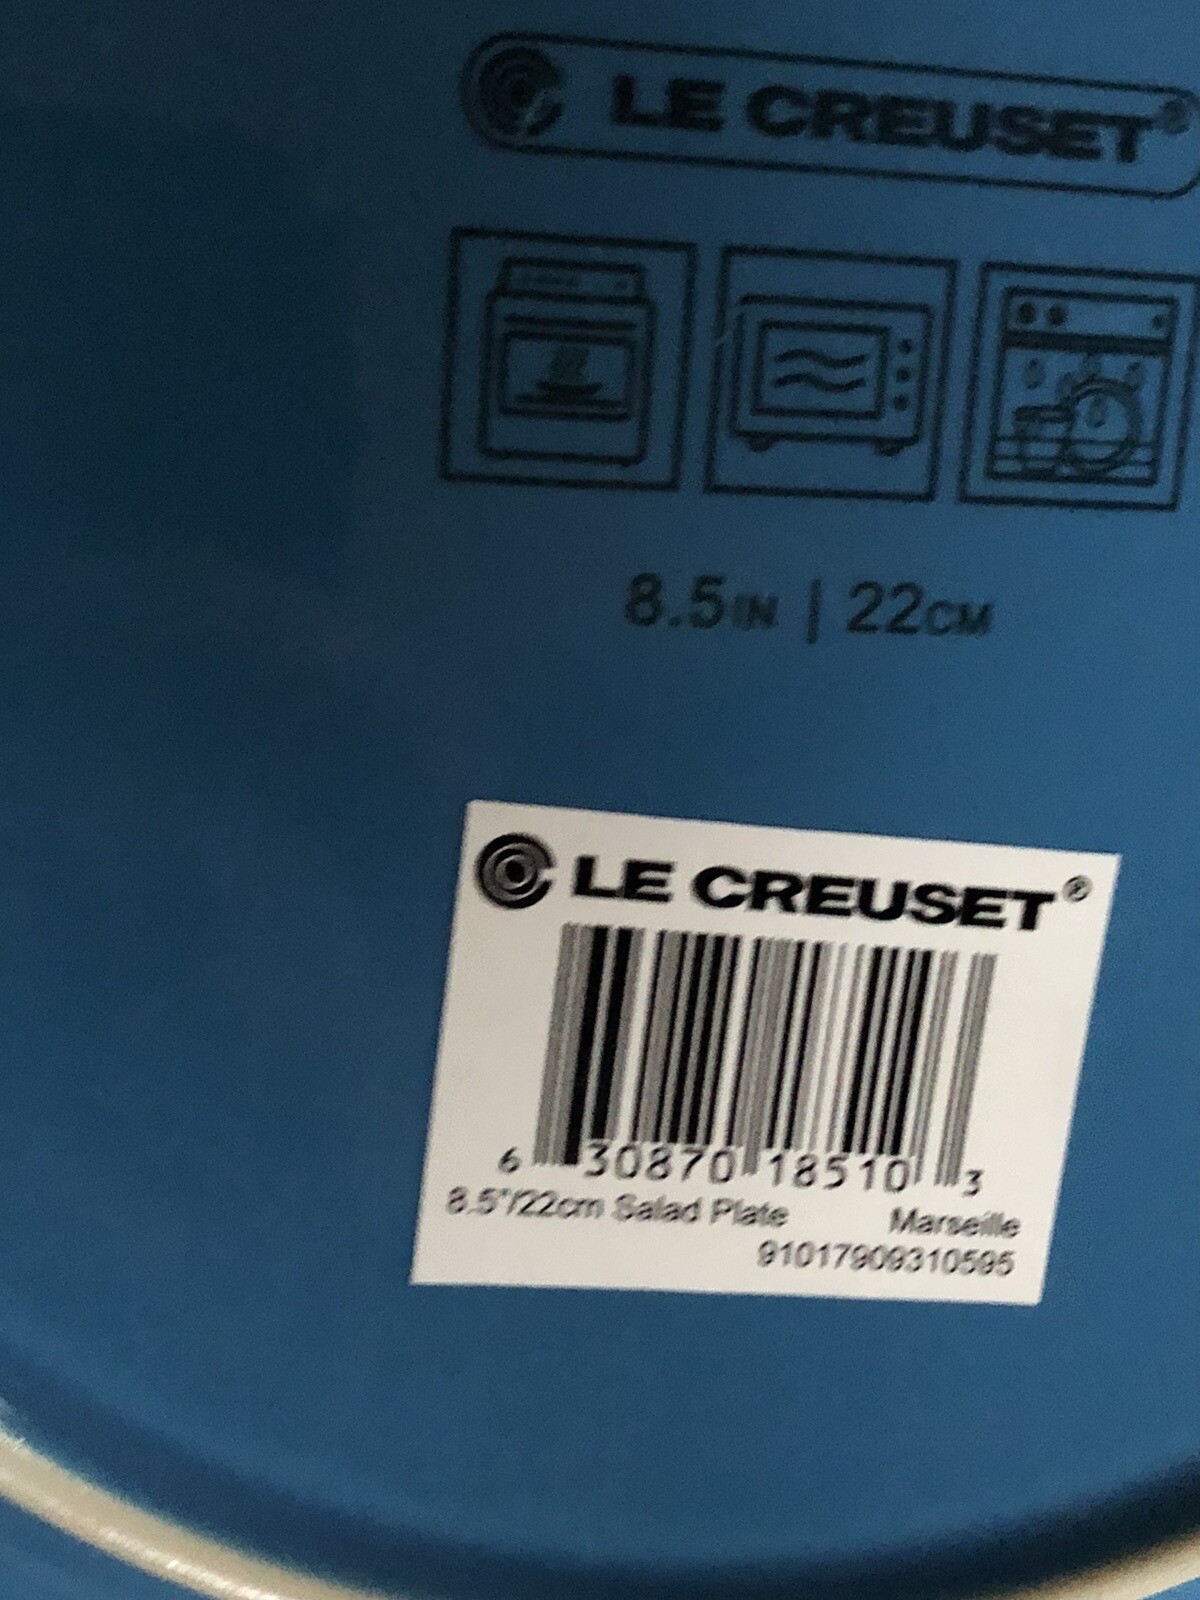 LE CREUSET®
8.5IN | 22CM
LE CREUSET®
6 30870 18510 3
8.5"/22cm Salad Plate Marseille
91017909310595